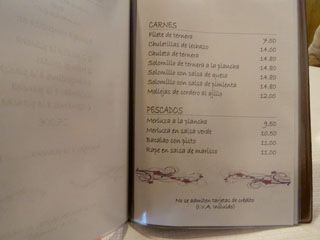 CARNES
Filete de ternera 7.50
Chuletillas de lechazo 14.00
Chuleta de ternera 14.00
Solomillo de ternera a la plancha 14.80
Solomillo con salsa de queso 14.80
Solomillo con salsa de pimienta 14.80
Mollejas de cordero al ajillo 12.00
PESCADOS
Merluza a la plancha 9.50
Merluza en salsa verde 10.50
Bacalao con pisto 11.00
Rape en salsa de marisco 11.00
No se admiten tarjetas de crédito
(I.V.A. Incluido)